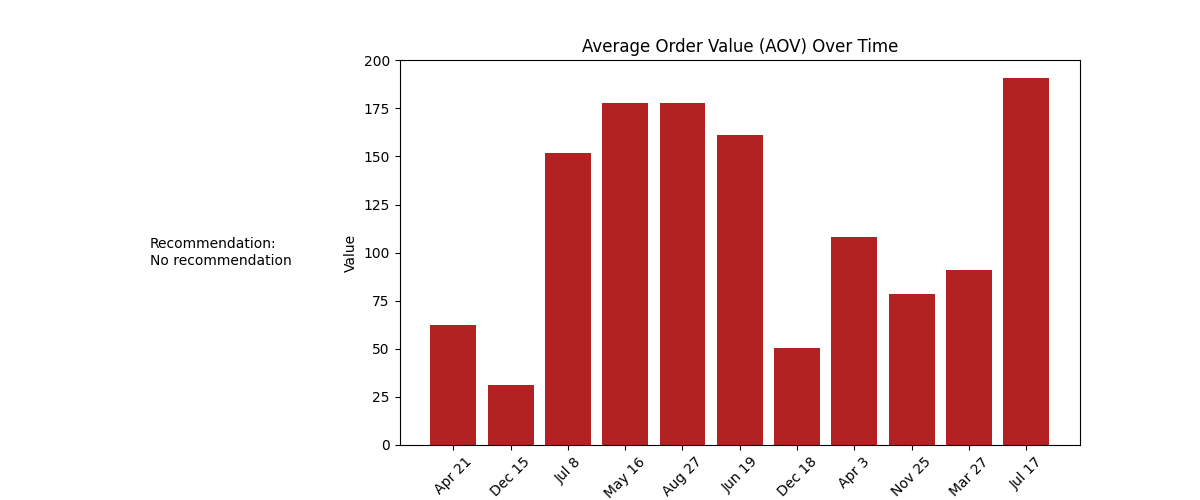 Average Order Value (AOV) Over Time
Recommendation:
No recommendation
Value
200
175
150
125
100
75
50
25
0
Apr 21
Dec 15
Jul 8
May 16
Aug 27
Jun 19
Dec 18
Apr 3
Nov 25
Mar 27
Jul 17